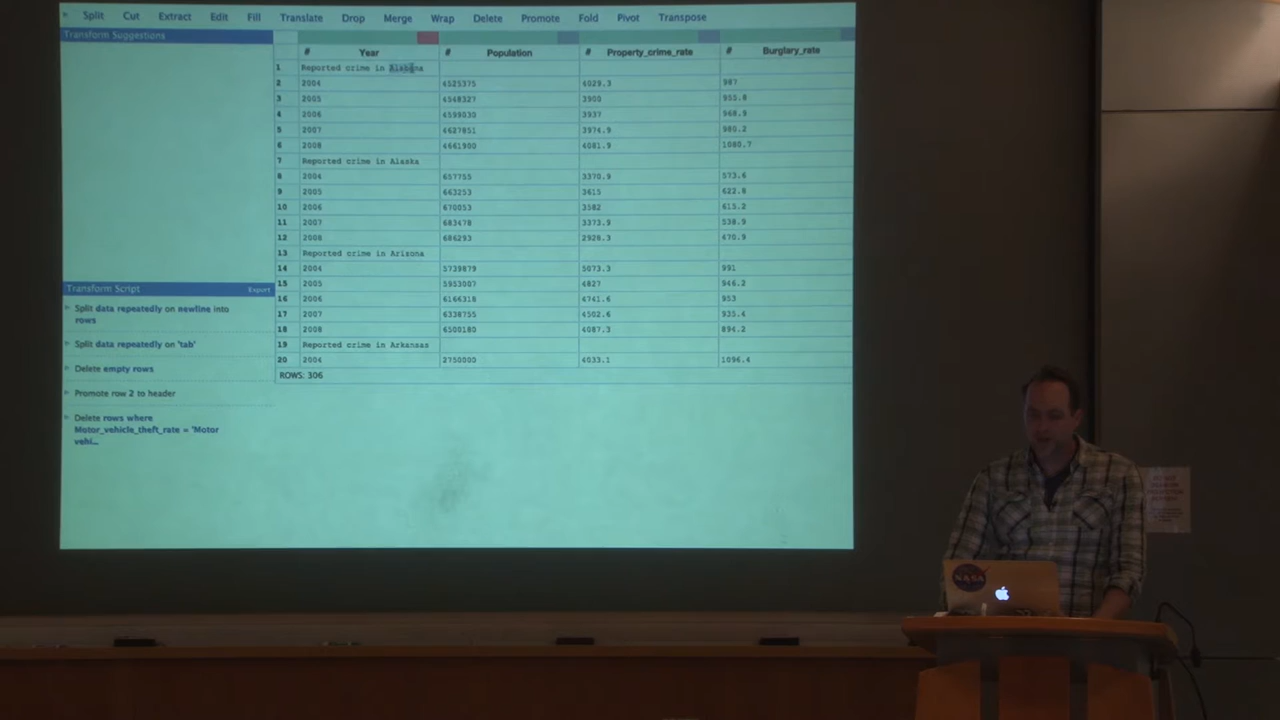 Split Cut Extract Edit Fill Translate Drop Merge Wrap Delete Promote Fold Pivot Transpose
Transform Suggestions
# Year # Population # Property_crime_rate # Burglary_rate
1 Reported crime in Alabama
2 2004 4525375 4029.3 987
3 2005 4548327 3900 955.8
4 2006 4599030 3937 968.9
5 2007 4627851 3974.9 980.2
6 2008 4661900 4081.9 1080.7
7 Reported crime in Alaska
8 2004 657755 3370.9 573.6
9 2005 663253 3615 622.8
10 2006 670053 3582 615.2
11 2007 683478 3373.9 538.9
12 2008 686293 2928.3 470.9
13 Reported crime in Arizona
14 2004 5739879 5073.3 991
15 2005 5953007 4827 946.2
16 2006 6166318 4741.6 953
17 2007 6338755 4502.6 935.4
18 2008 6500180 4087.3 894.2
19 Reported crime in Arkansas
20 2004 2750000 4033.1 1096.4
ROWS: 306
Transform Script Export
Split data repeatedly on newline into
rows
Split data repeatedly on 'tab'
Delete empty rows
Promote row 2 to header
Delete rows where
Motor_vehicle_theft_rate = 'Motor
vehi...
NASA